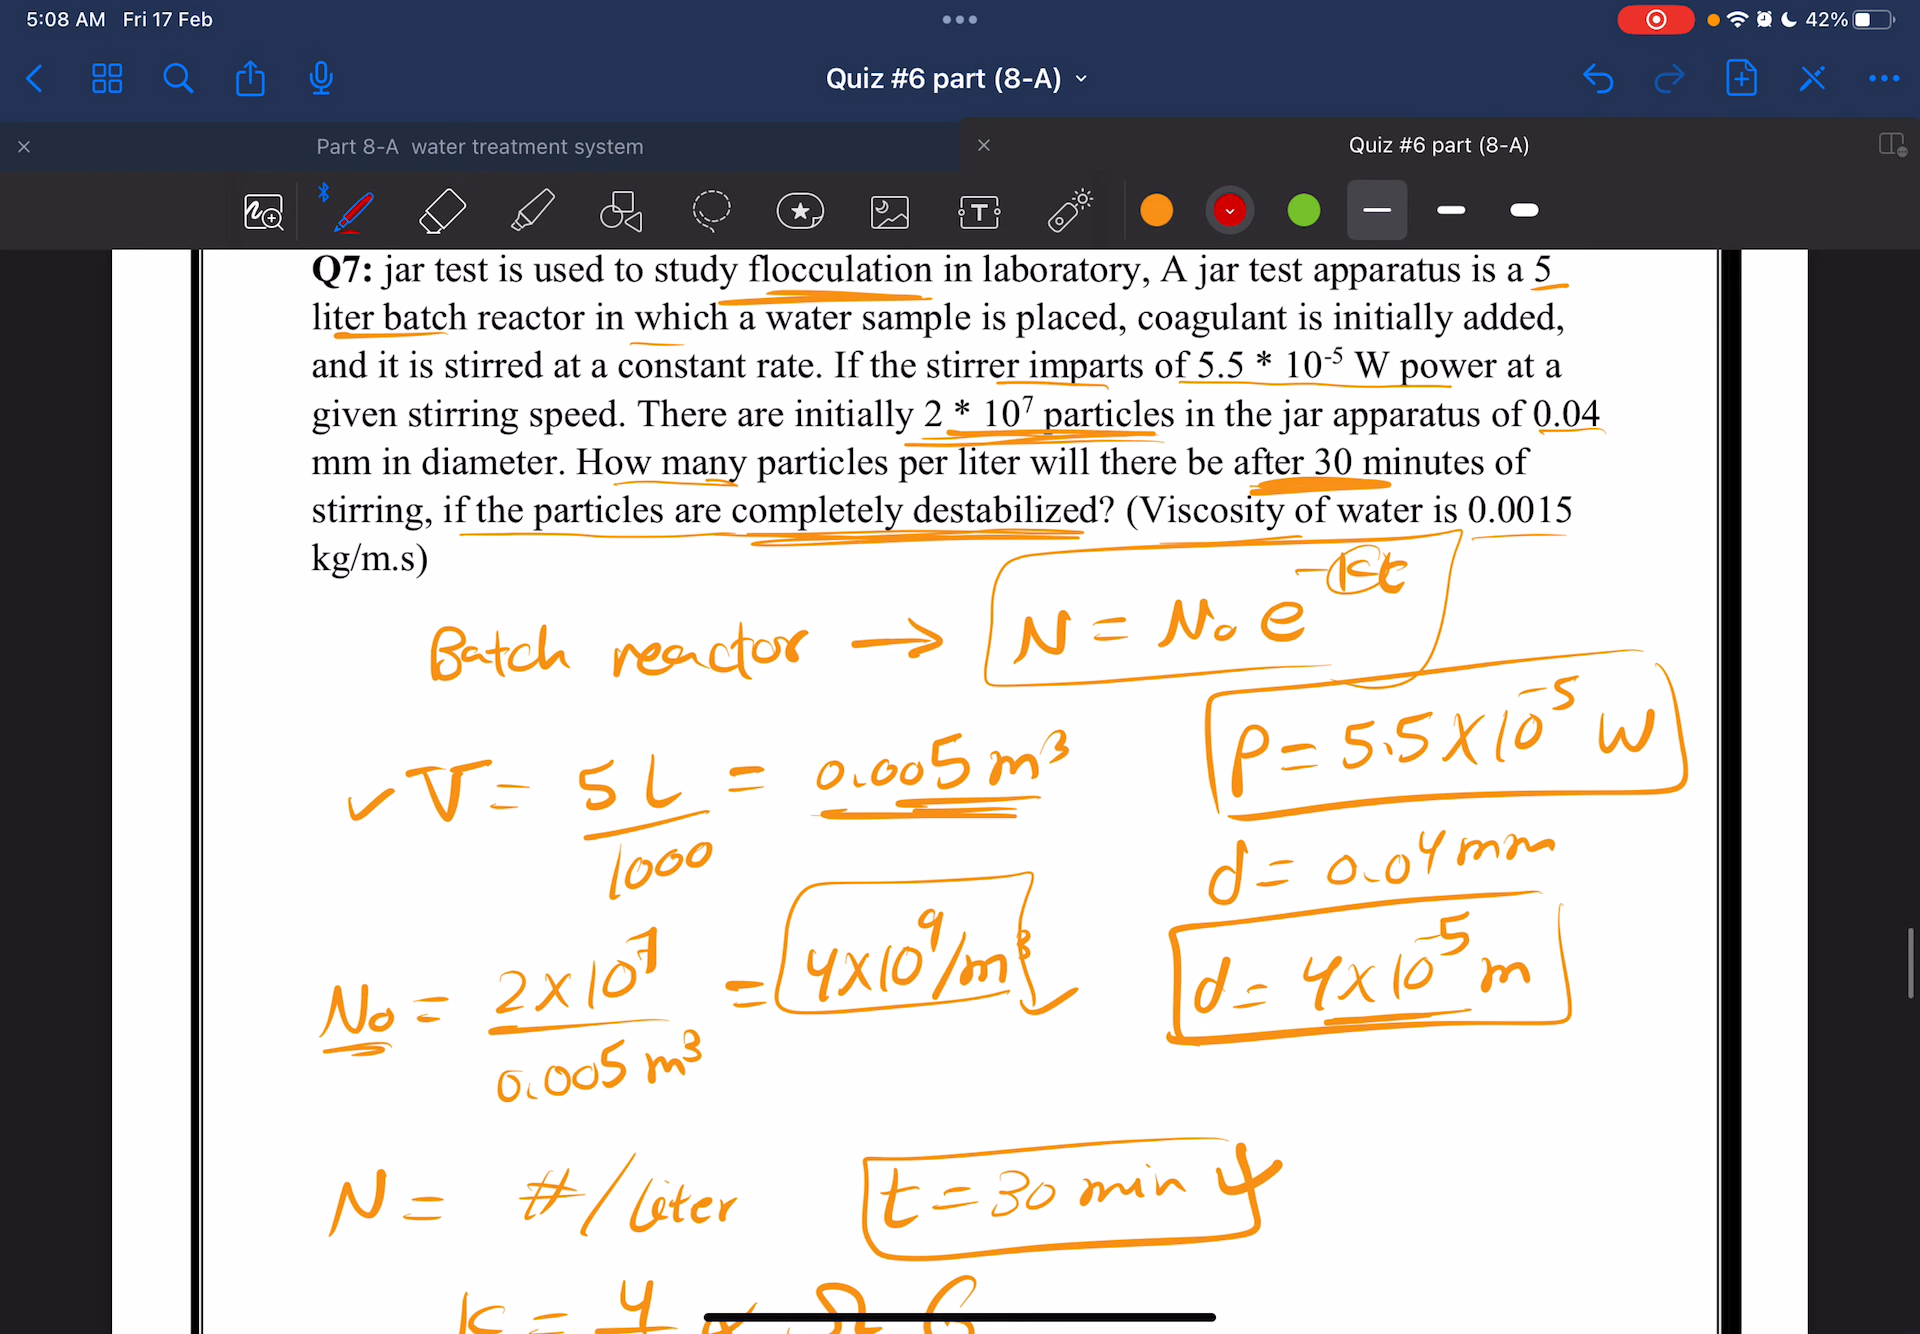 5:08 AM Fri 17 Feb
42%
Quiz #6 part (8-A)
Part 8-A water treatment system
Quiz #6 part (8-A)
Q7: jar test is used to study flocculation in laboratory, A jar test apparatus is a 5
liter batch reactor in which a water sample is placed, coagulant is initially added,
and it is stirred at a constant rate. If the stirrer imparts of 5.5 * 10⁻⁵ W power at a
given stirring speed. There are initially 2 * 10⁷ particles in the jar apparatus of 0.04
mm in diameter. How many particles per liter will there be after 30 minutes of
stirring, if the particles are completely destabilized? (Viscosity of water is 0.0015
kg/m.s)
Batch reactor → N = N₀ e^-kt
V = 5 L / 1000 = 0.005 m³
P = 5.5 X 10⁻⁵ W
d = 0.04 mm
N₀ = 2 x 10⁷ / 0.005 m³ = 4x10⁹/m³
d = 4x10⁻⁵ m
N = #/Liter
t = 30 min